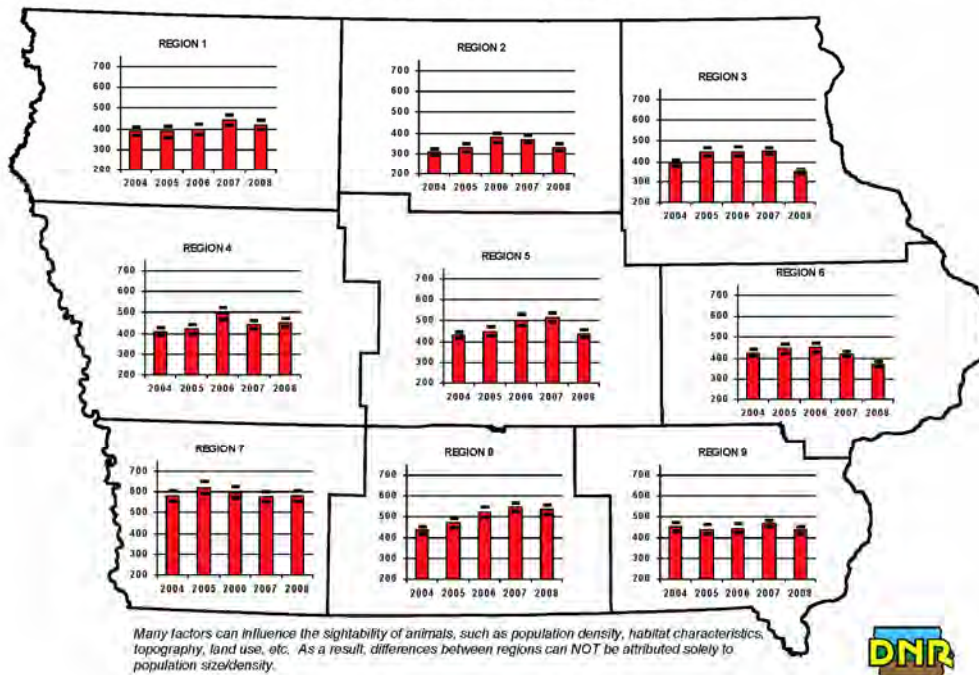 REGION 1
700
600
500
400
300
200
2004 2005 2006 2007 2008
REGION 2
700
600
500
400
300
200
2004 2005 2006 2007 2008
REGION 3
700
600
500
400
300
200
2004 2005 2006 2007 2008
REGION 4
700
600
500
400
300
200
2004 2005 2006 2007 2008
REGION 5
700
600
500
400
300
200
2004 2005 2006 2007 2008
REGION 6
700
600
500
400
300
200
2004 2005 2006 2007 2008
REGION 7
700
600
500
400
300
200
2004 2005 2006 2007 2008
REGION 8
700
600
500
400
300
200
2004 2005 2006 2007 2008
REGION 9
700
600
500
400
300
200
2004 2005 2006 2007 2008
Many factors can influence the sightability of animals, such as population density, habitat characteristics,
topography, land use, etc. As a result, differences between regions can NOT be attributed solely to
population size/density.
DNR